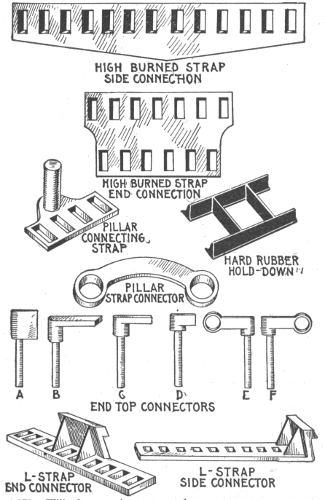 HIGH BURNED STRAP
SIDE CONNECTION
HIGH BURNED STRAP
END CONNECTION
PILLAR
CONNECTING
STRAP
HARD RUBBER
HOLD-DOWN
PILLAR
STRAP CONNECTOR
A B C D E F
END TOP CONNECTORS
L-STRAP
END CONNECTOR
L-STRAP
SIDE CONNECTOR